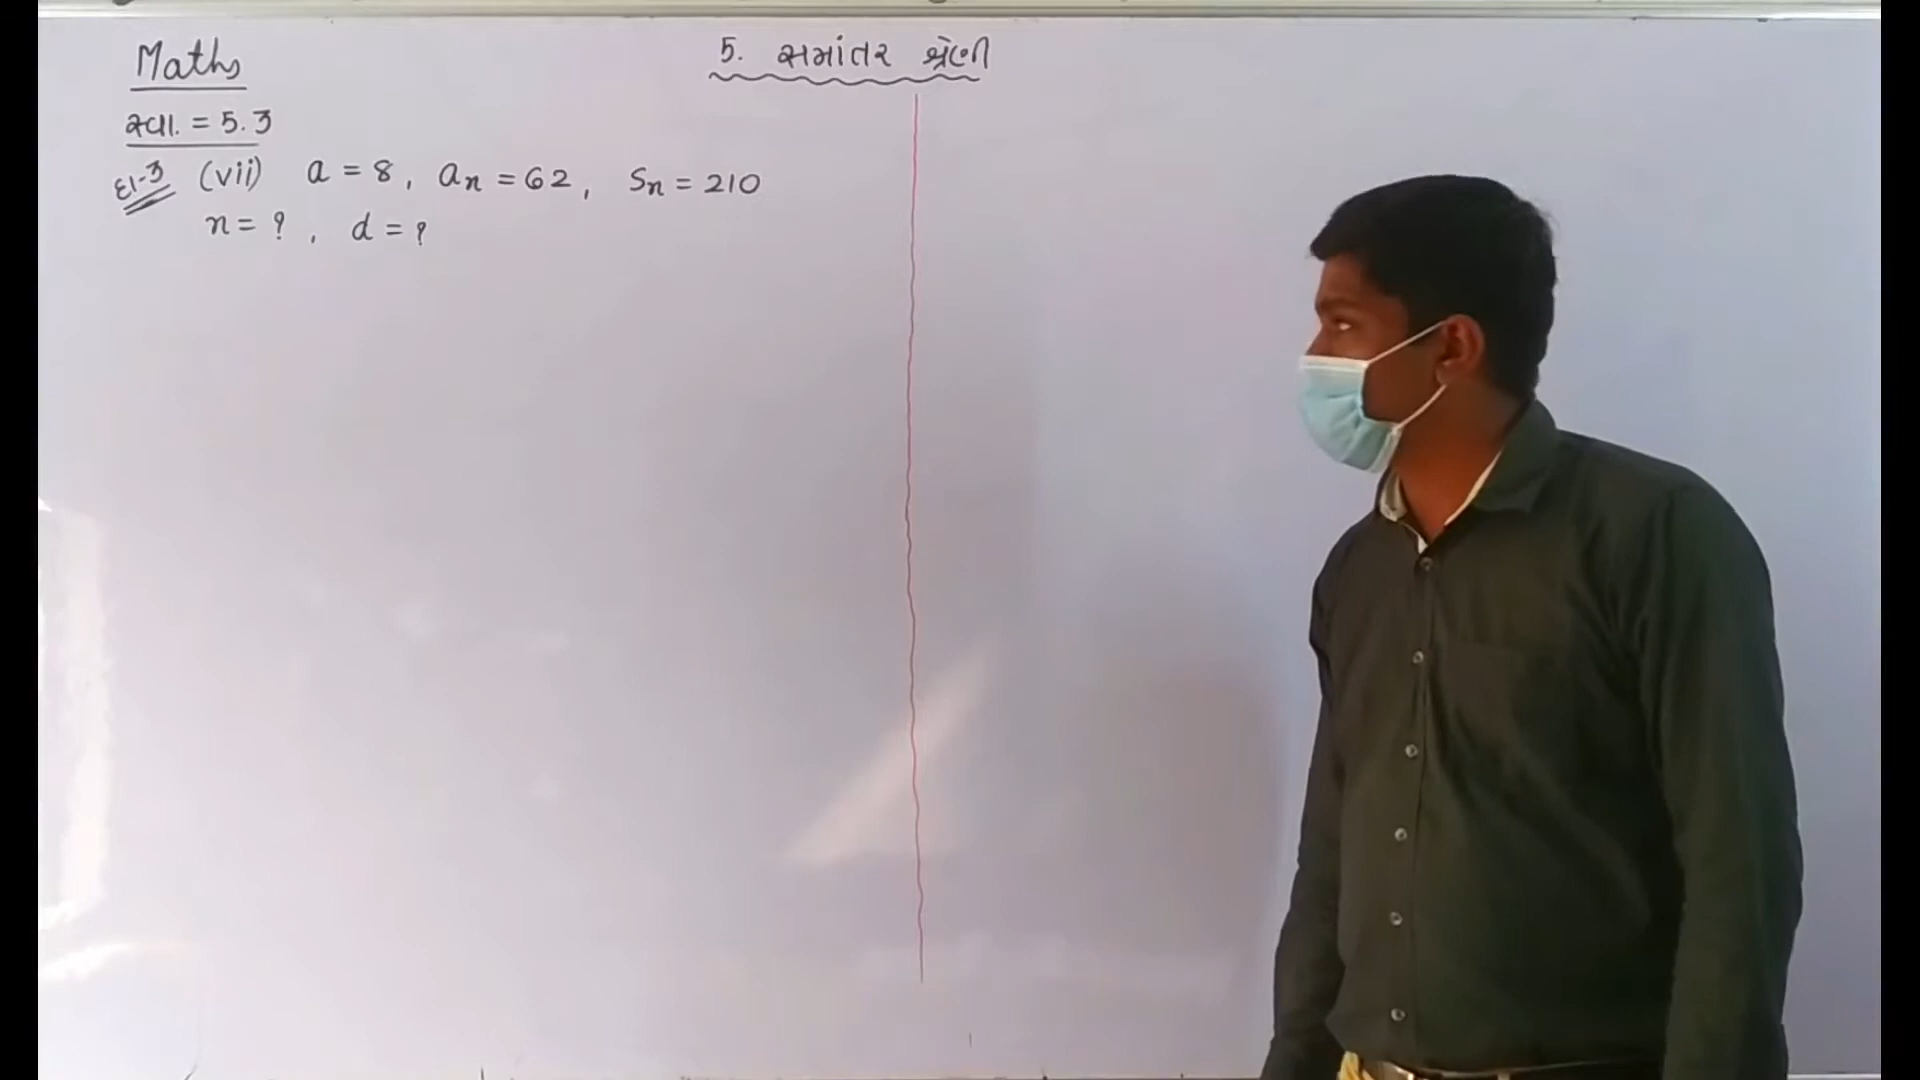 Maths
5. સમાંતર શ્રેણી
સ્વા. = 5.3
દા-3 (vii) a = 8, an = 62, Sn = 210
n = ?, d = ?